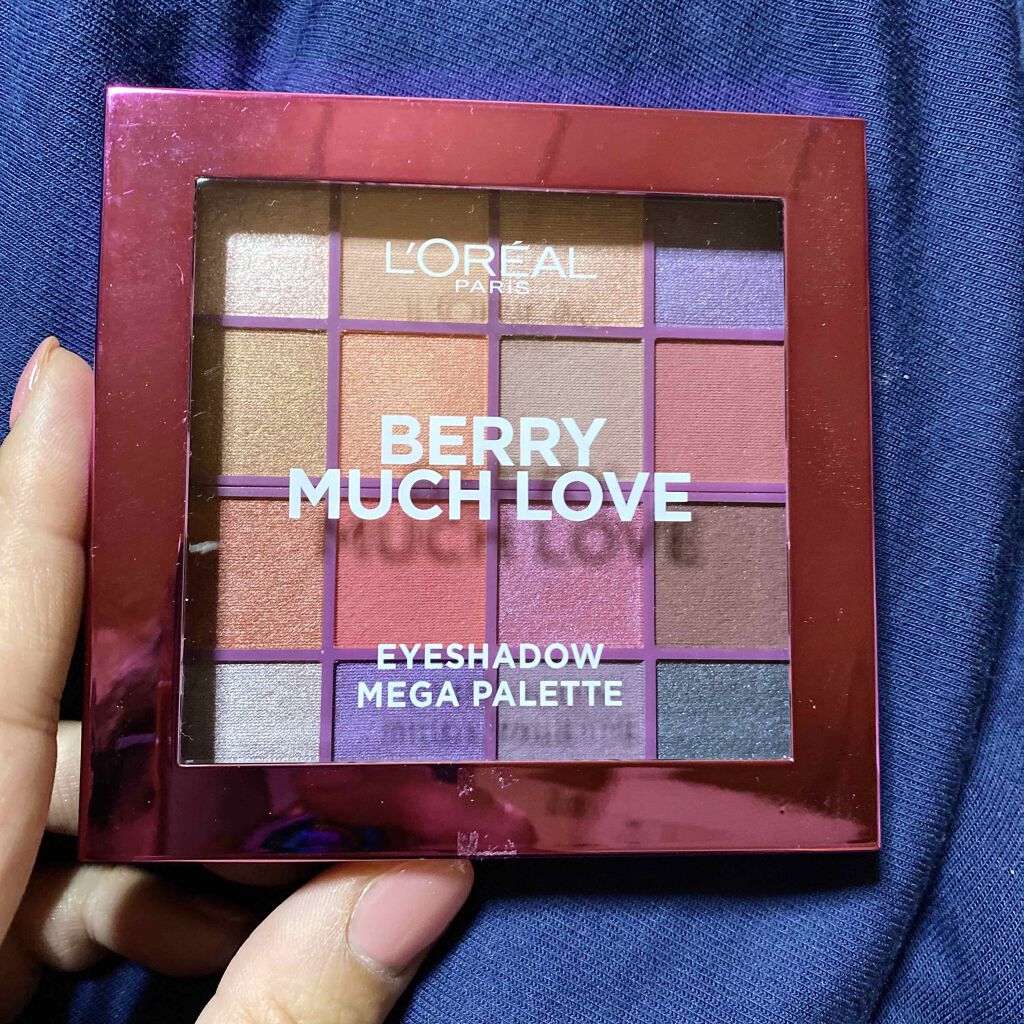 L'ORÉAL
PARIS
BERRY
MUCH LOVE
EYESHADOW
MEGA PALETTE